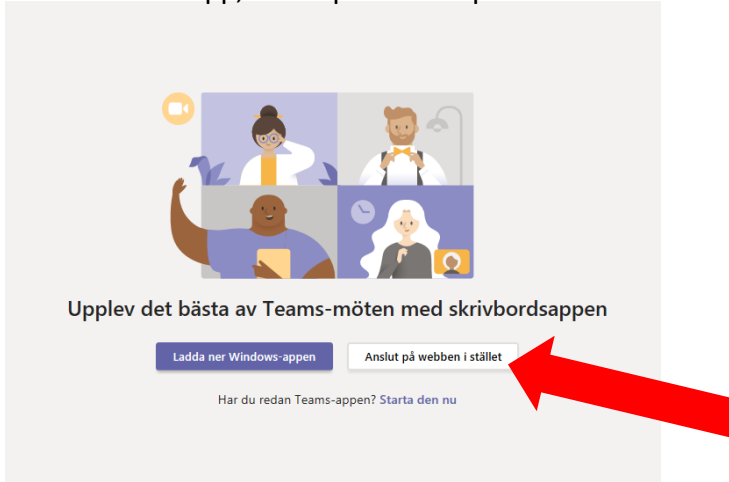 Upplev det bästa av Teams-möten med skrivbordsappen
Ladda ner Windows-appen
Anslut på webben i stället
Har du redan Teams-appen? Starta den nu